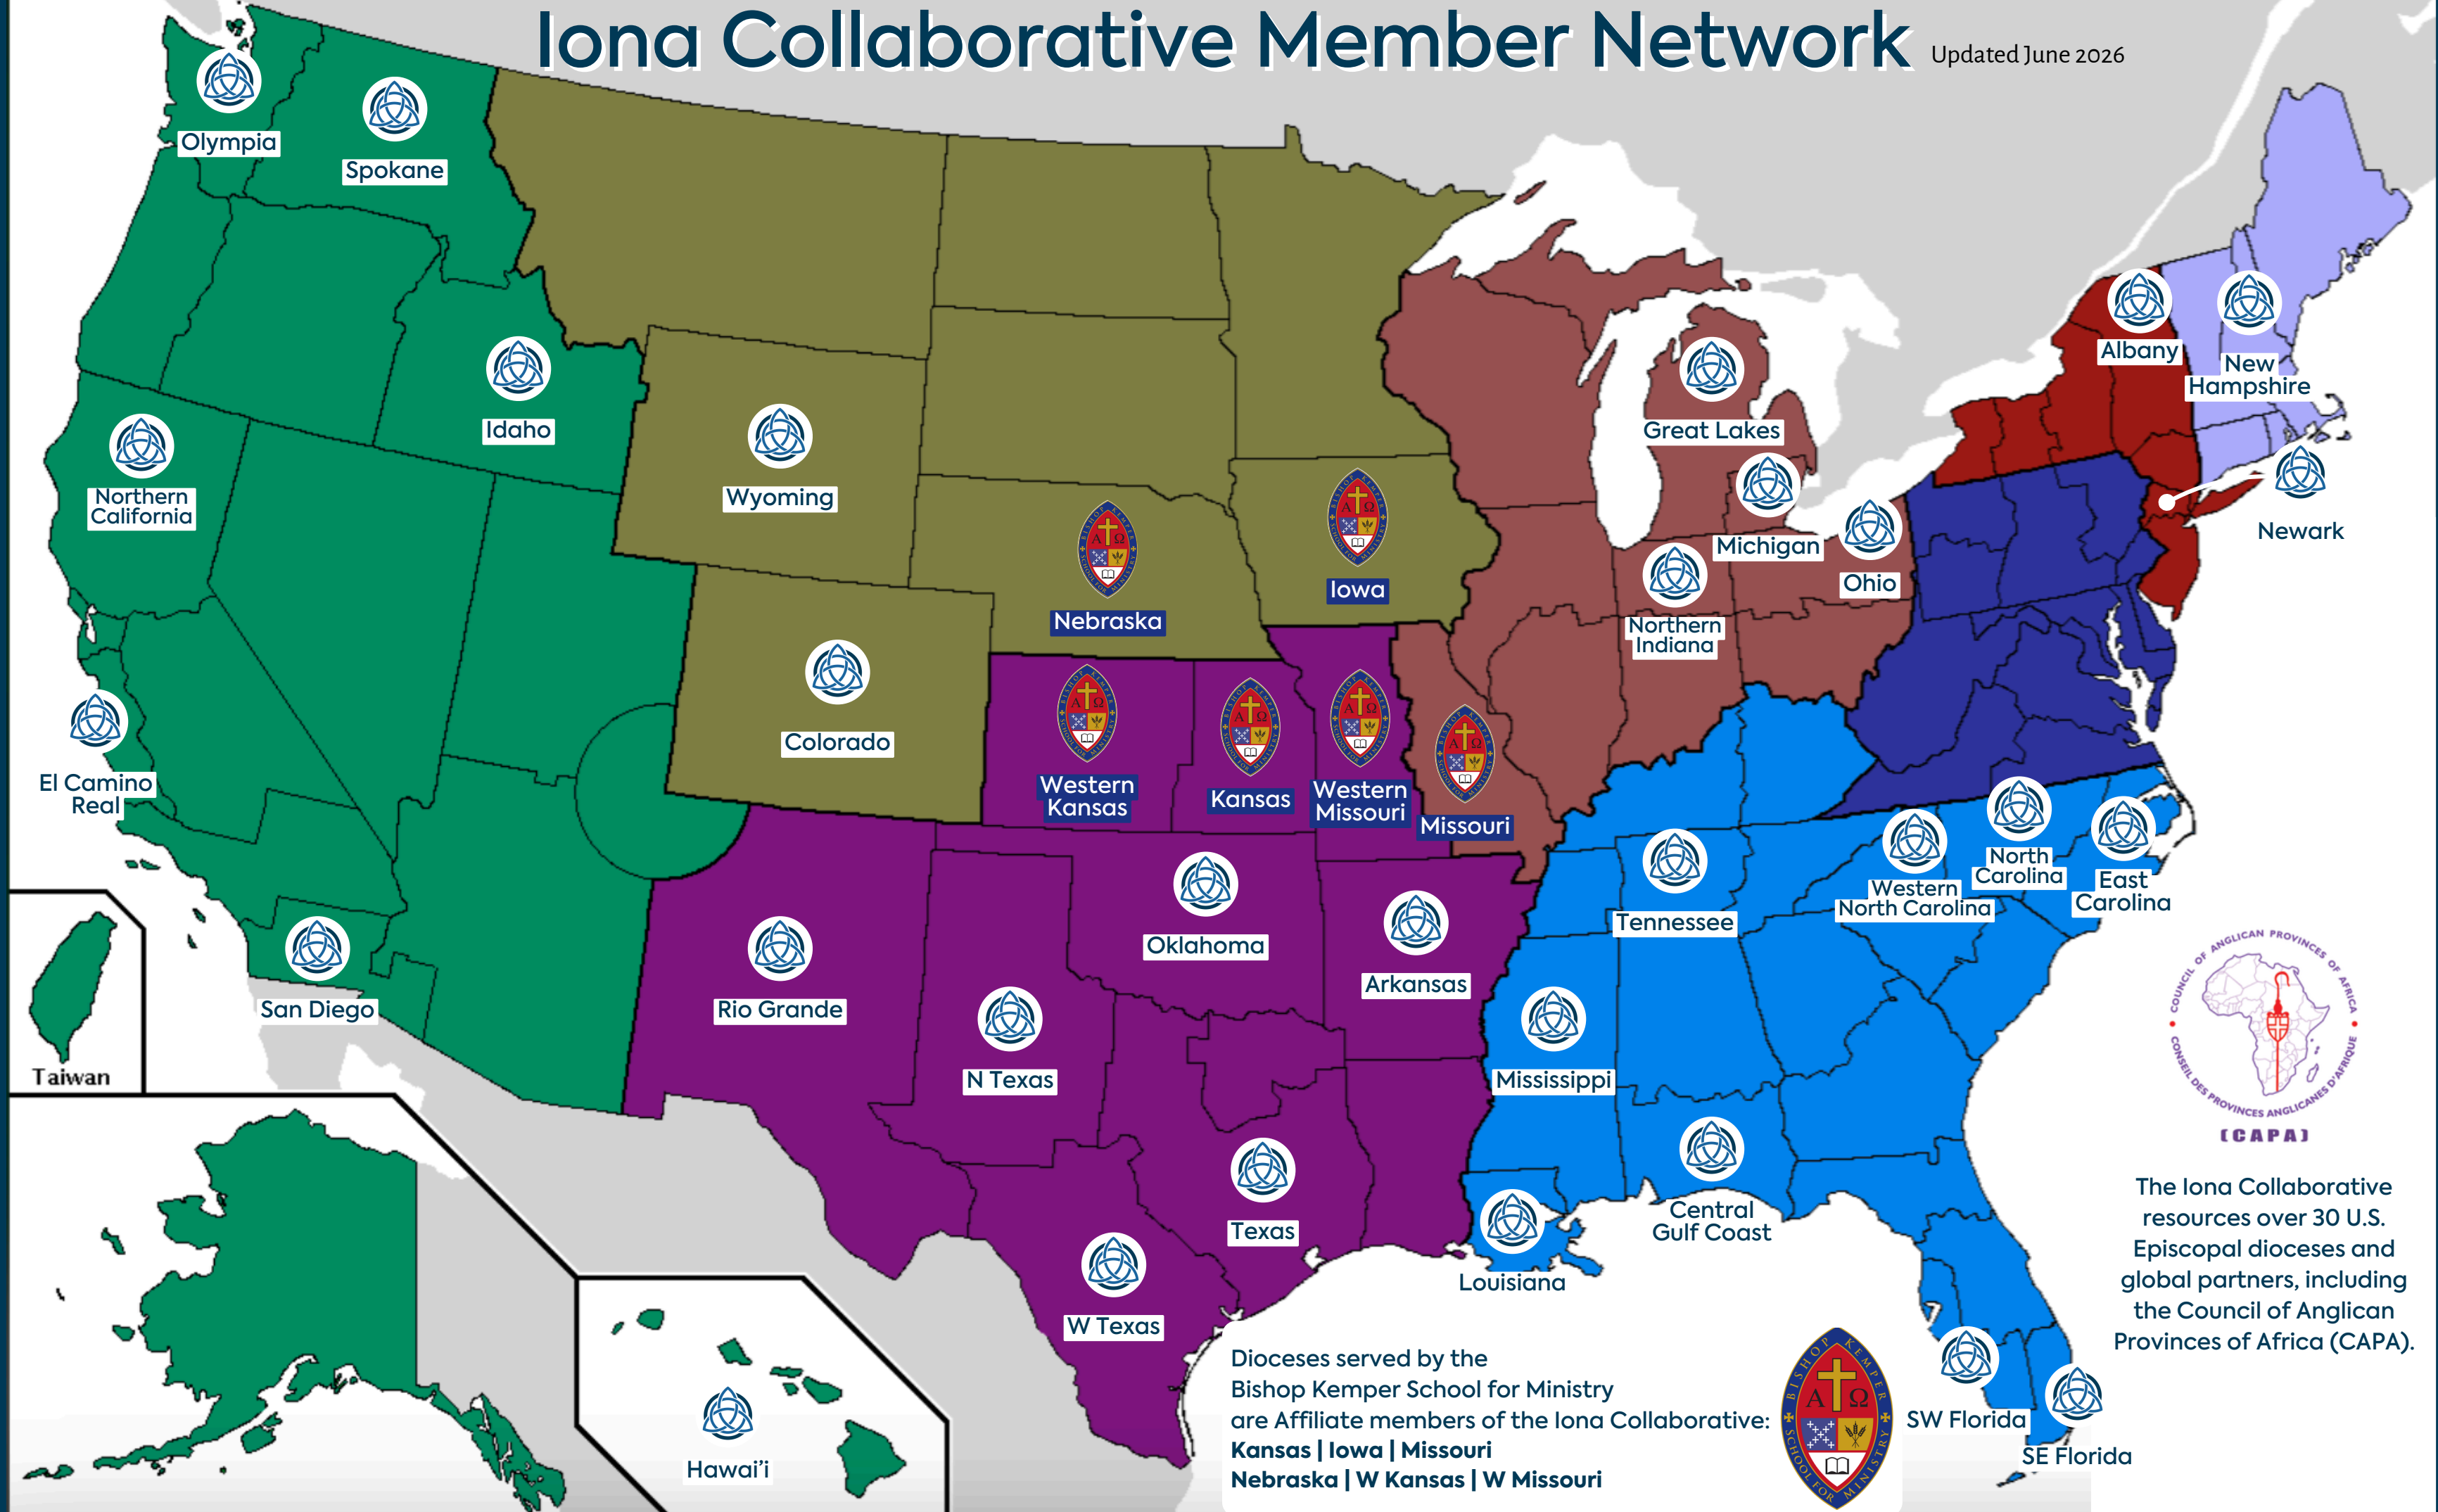 Iona Collaborative Member Network
Updated June 2026
Olympia
Spokane
Idaho
Northern
California
El Camino
Real
San Diego
Taiwan
Hawai'i
Wyoming
Colorado
Nebraska
Iowa
Western
Kansas
Kansas
Western
Missouri
Missouri
Rio Grande
N Texas
Oklahoma
Arkansas
Texas
W Texas
Great Lakes
Michigan
Ohio
Northern
Indiana
Albany
New
Hampshire
Newark
Tennessee
Western
North Carolina
North
Carolina
East
Carolina
Mississippi
Central
Gulf Coast
Louisiana
SW Florida
SE Florida
COUNCIL OF ANGLICAN PROVINCES OF AFRICA
CONSEIL DES PROVINCES ANGLICANES D'AFRIQUE
(CAPA)
The Iona Collaborative
resources over 30 U.S.
Episcopal dioceses and
global partners, including
the Council of Anglican
Provinces of Africa (CAPA).
Dioceses served by the
Bishop Kemper School for Ministry
are Affiliate members of the Iona Collaborative:
Kansas | Iowa | Missouri
Nebraska | W Kansas | W Missouri
BISHOP KEMPER
SCHOOL FOR MINISTRY
Α Ω